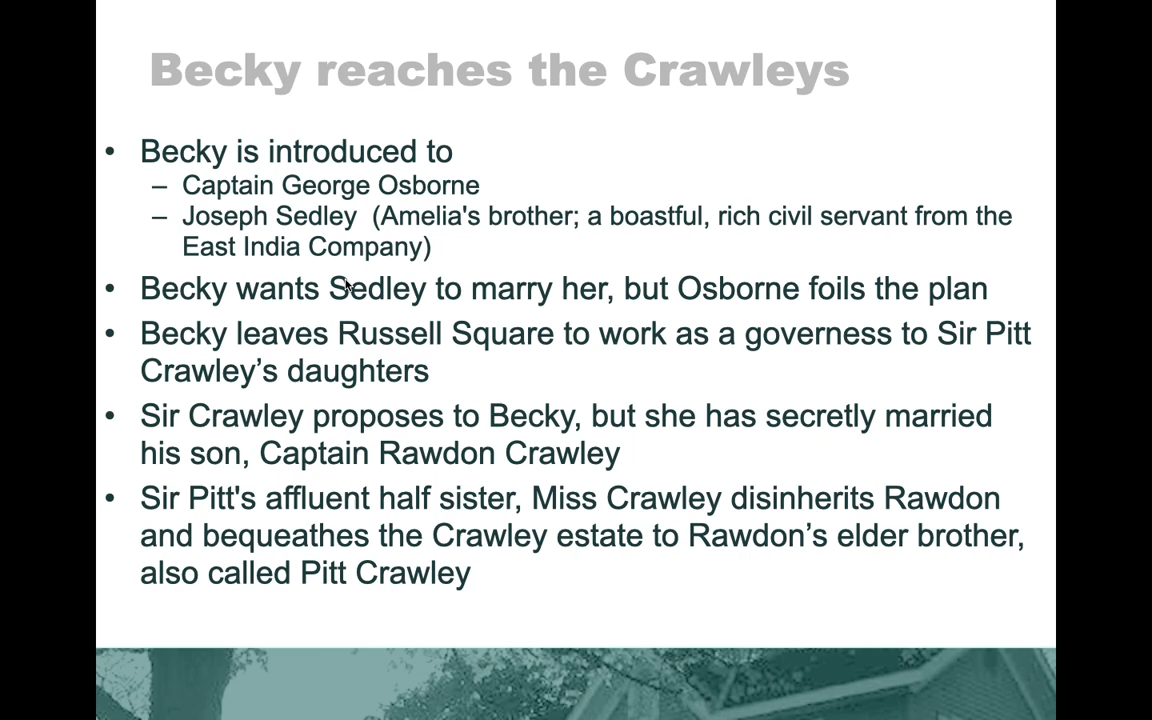 Becky reaches the Crawleys
• Becky is introduced to
– Captain George Osborne
– Joseph Sedley (Amelia's brother; a boastful, rich civil servant from the
East India Company)
• Becky wants Sedley to marry her, but Osborne foils the plan
• Becky leaves Russell Square to work as a governess to Sir Pitt
Crawley’s daughters
• Sir Crawley proposes to Becky, but she has secretly married
his son, Captain Rawdon Crawley
• Sir Pitt's affluent half sister, Miss Crawley disinherits Rawdon
and bequeathes the Crawley estate to Rawdon’s elder brother,
also called Pitt Crawley